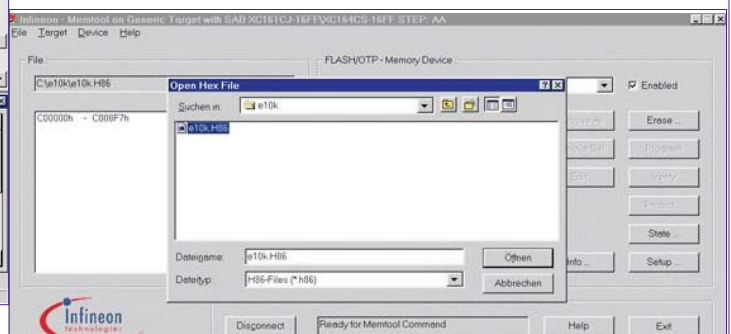 Infineon - Memtool on Generic Target with SAB XC161CJ-16FF\XC164CS-16FF STEP: AA
File Target Device Help
File
FLASH/OTP - Memory Device
C:\e10k\e10k.H86
Open Hex File
Enabled
Suchen in:
e10k
C00000h - C008F7h
e10k.H86
Erase ...
Program
Edit
Verify
Protect
State ...
Dateiname:
e10k.H86
Öffnen
Info ...
Setup ...
Dateityp:
H86-Files (*.h86)
Abbrechen
Infineon
technologies
Disconnect
Ready for Memtool Command
Help
Exit